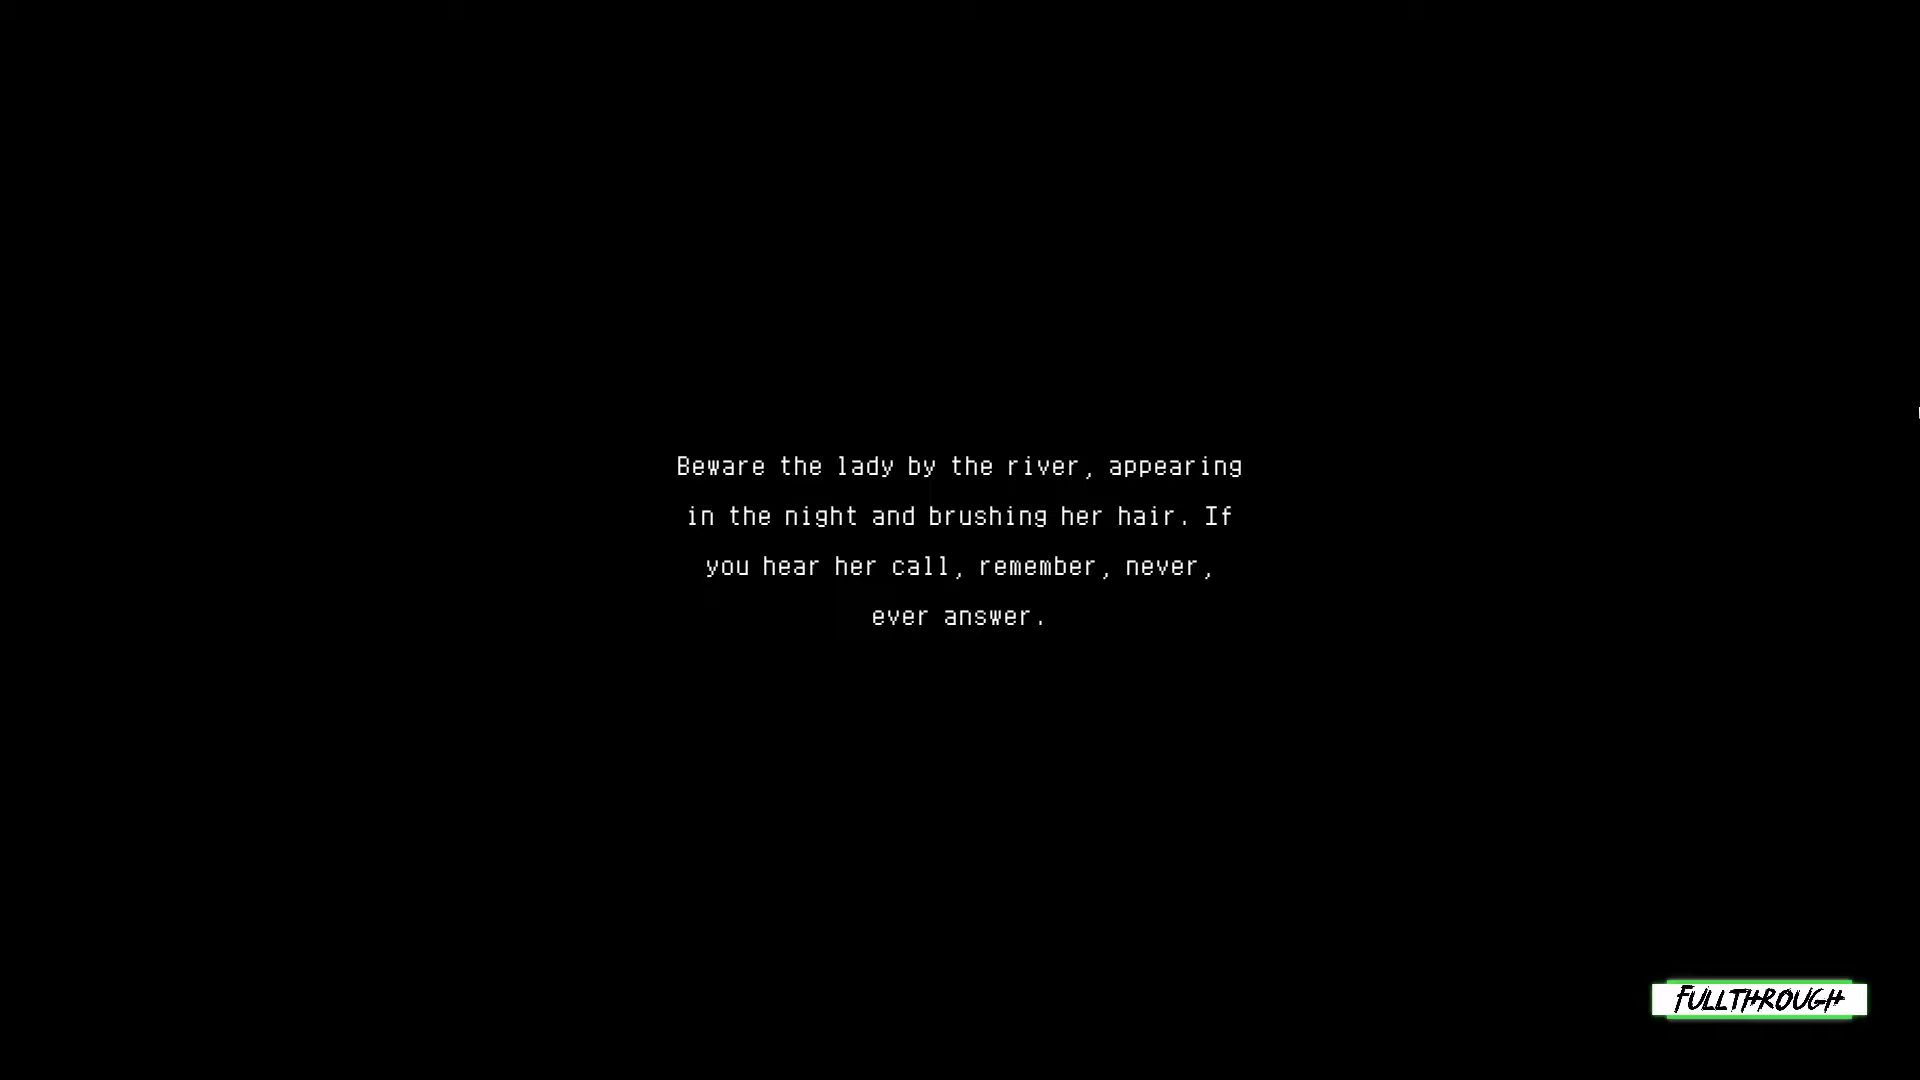 Beware the lady by the river, appearing
in the night and brushing her hair. If
you hear her call, remember, never,
ever answer.
FULLTHROUGH